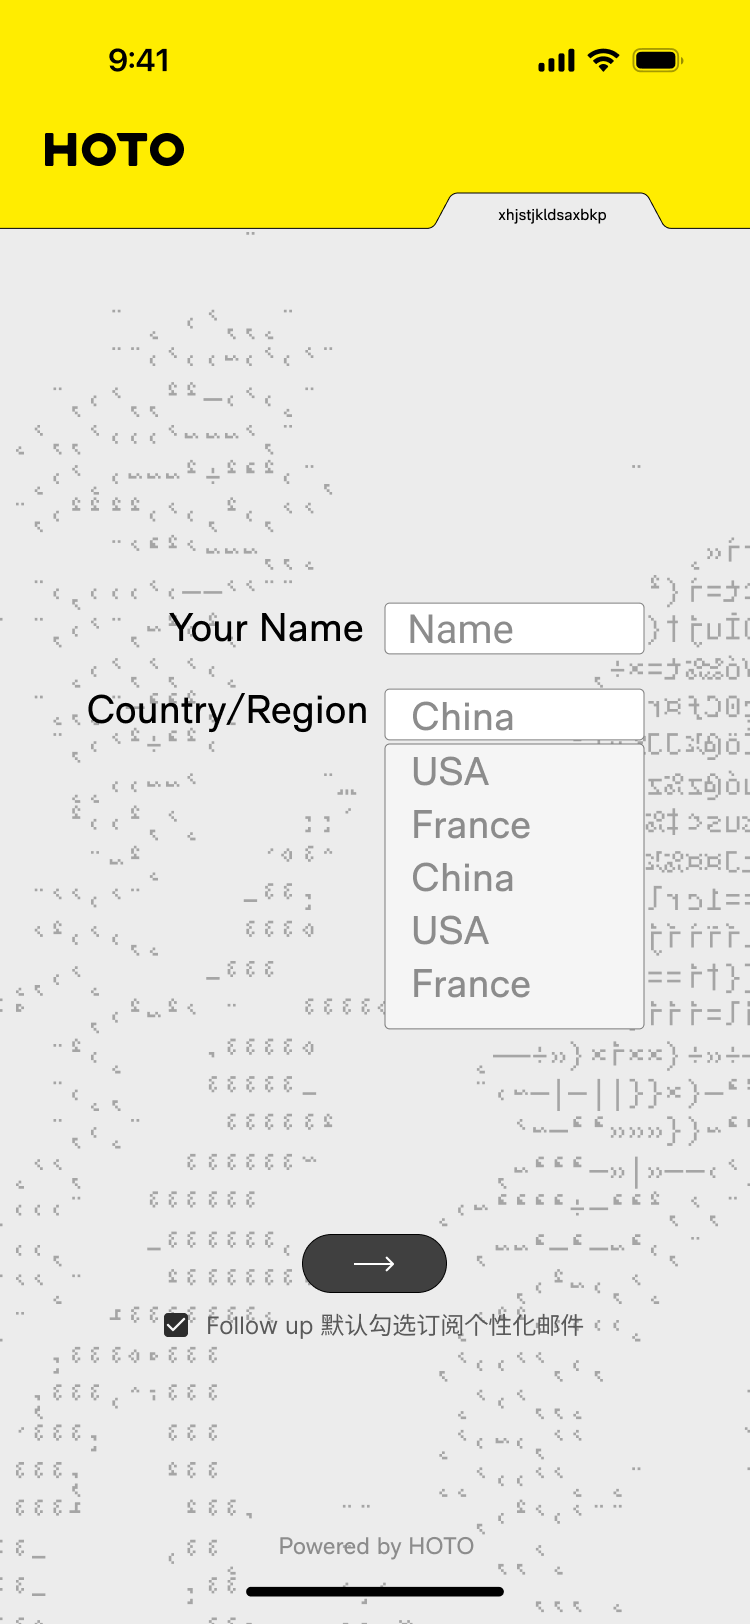 9:41
HOTO
xhjstjkldsaxbkp
Your Name
Name
Country/Region
China
USA
France
China
USA
France
Follow up 默认勾选订阅个性化邮件
Powered by HOTO